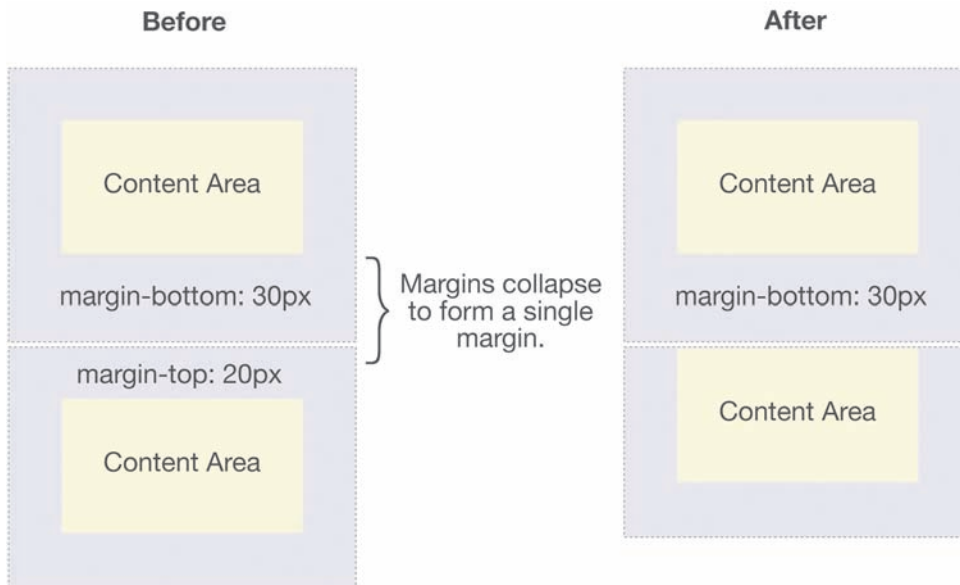 Before
Content Area
margin-bottom: 30px
margin-top: 20px
Content Area
Margins collapse
to form a single
margin.
After
Content Area
margin-bottom: 30px
Content Area